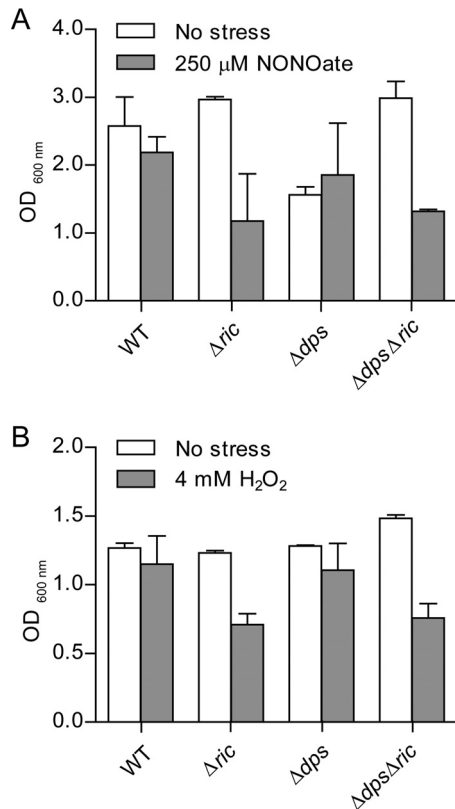 A
No stress
250 μM NONOate
4.0
3.0
2.0
1.0
0.0
OD 600 nm
WT
Δric
Δdps
ΔdpsΔric
B
No stress
4 mM H₂O₂
2.0
1.5
1.0
0.5
0.0
OD 600 nm
WT
Δric
Δdps
ΔdpsΔric